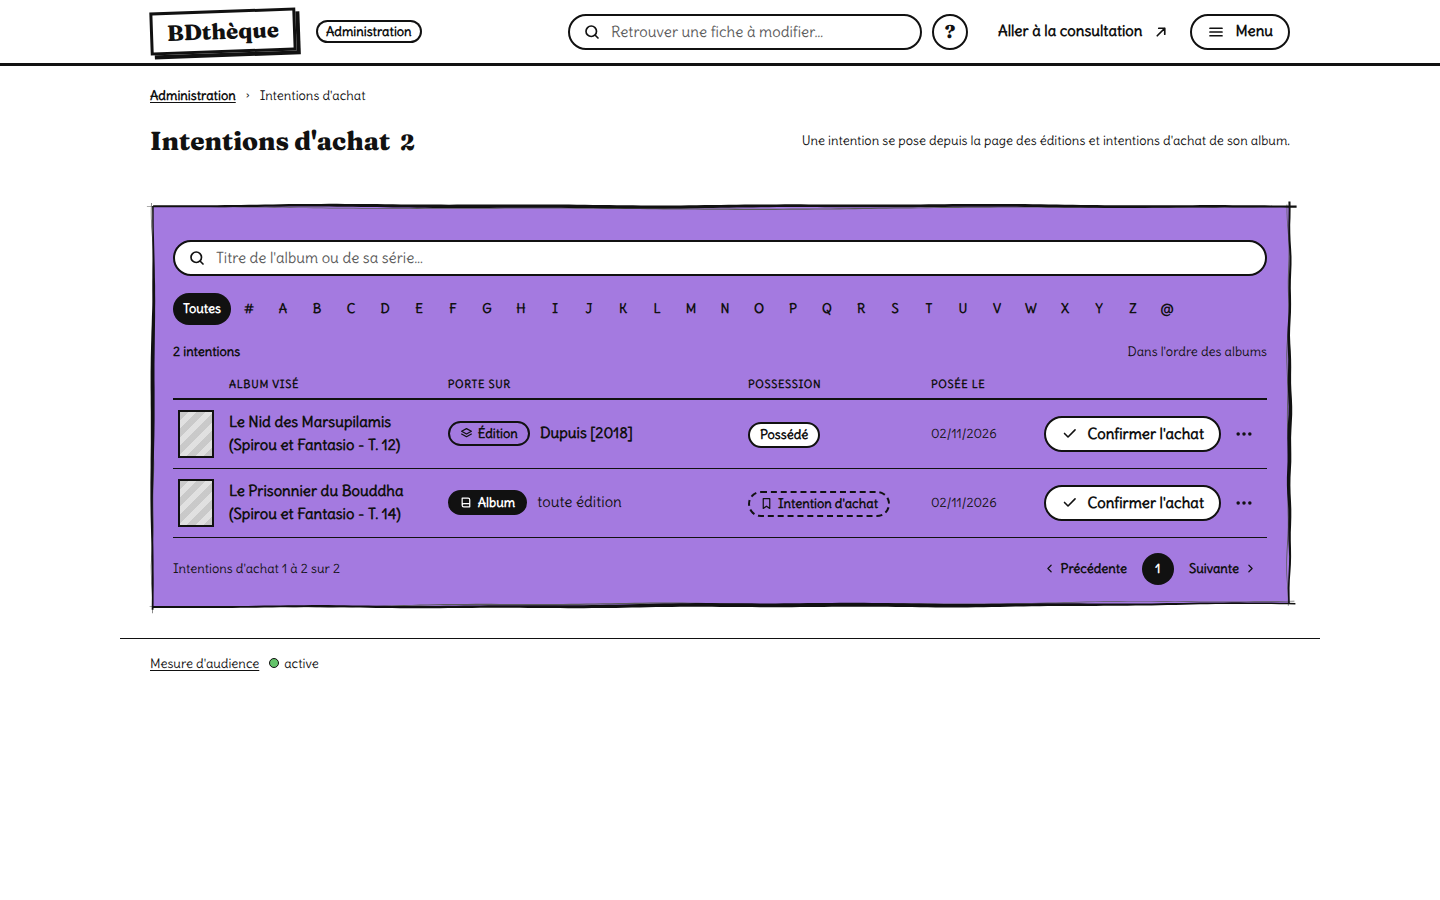 BDthèque
Administration
Retrouver une fiche à modifier...
?
Aller à la consultation
Menu
Administration › Intentions d'achat
Intentions d'achat 2
Une intention se pose depuis la page des éditions et intentions d'achat de son album.
Titre de l'album ou de sa série...
Toutes # A B C D E F G H I J K L M N O P Q R S T U V W X Y Z @
2 intentions
Dans l'ordre des albums
ALBUM VISÉ PORTE SUR POSSESSION POSÉE LE
Le Nid des Marsupilamis
(Spirou et Fantasio - T. 12)
Édition Dupuis [2018] Possédé 02/11/2026 Confirmer l'achat
Le Prisonnier du Bouddha
(Spirou et Fantasio - T. 14)
Album toute édition Intention d'achat 02/11/2026 Confirmer l'achat
Intentions d'achat 1 à 2 sur 2
Précédente 1 Suivante
Mesure d'audience active